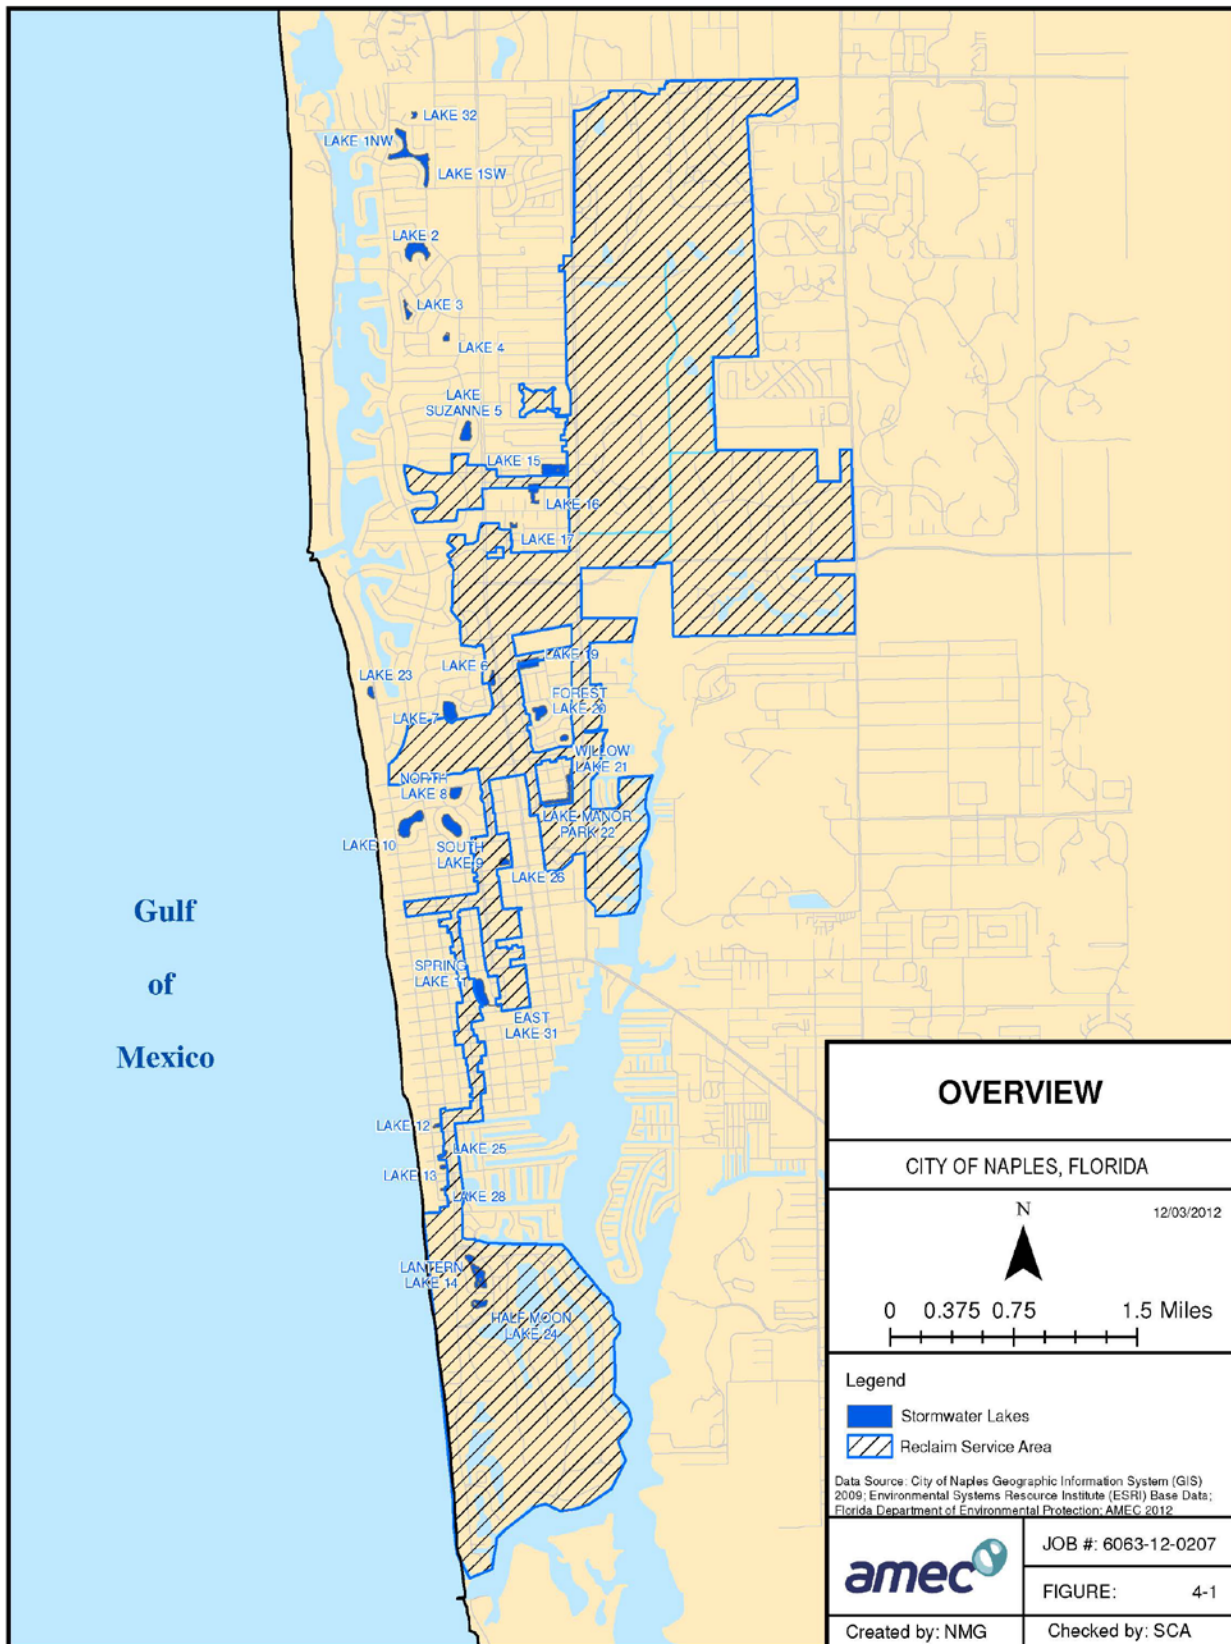 LAKE 32
LAKE 1NW
LAKE 1SW
LAKE 2
LAKE 3
LAKE 4
LAKE
SUZANNE 5
LAKE 15
LAKE 16
LAKE 17
LAKE 6
LAKE 19
LAKE 23
FOREST
LAKE 20
LAKE 7
WILLOW
LAKE 21
NORTH
LAKE 8
LAKE MANOR
PARK 22
LAKE 10
SOUTH
LAKE 9
LAKE 26
Gulf
of
Mexico
SPRING
LAKE 11
EAST
LAKE 31
LAKE 12
LAKE 25
LAKE 13
LAKE 28
LANTERN
LAKE 14
HALF MOON
LAKE 24
OVERVIEW
CITY OF NAPLES, FLORIDA
N
12/03/2012
0 0.375 0.75 1.5 Miles
Legend
Stormwater Lakes
Reclaim Service Area
Data Source: City of Naples Geographic Information System (GIS)
2009; Environmental Systems Resource Institute (ESRI) Base Data;
Florida Department of Environmental Protection; AMEC 2012
amec
JOB #: 6063-12-0207
FIGURE: 4-1
Created by: NMG
Checked by: SCA